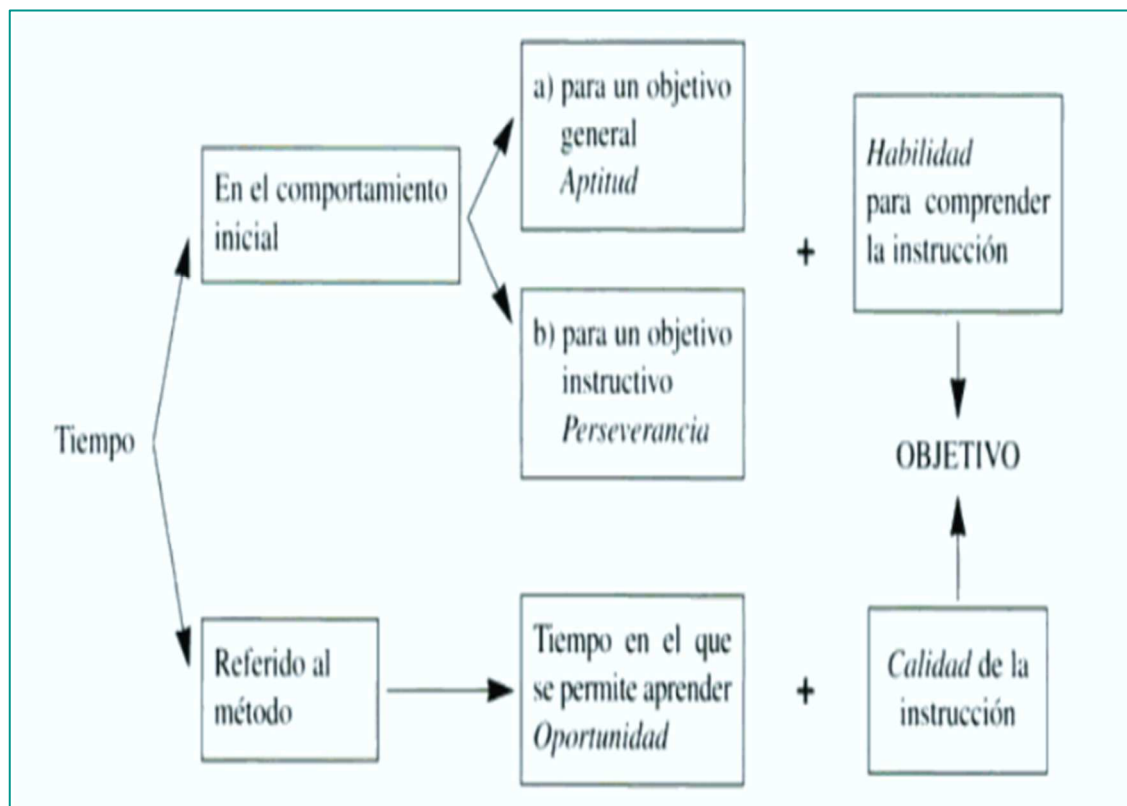 a) para un objetivo
general
Aptitud
Habilidad
para comprender
la instrucción
En el comportamiento
inicial
+
b) para un objetivo
instructivo
Perseverancia
Tiempo
OBJETIVO
Referido al
método
Tiempo en el que
se permite aprender
Oportunidad
+
Calidad de la
instrucción